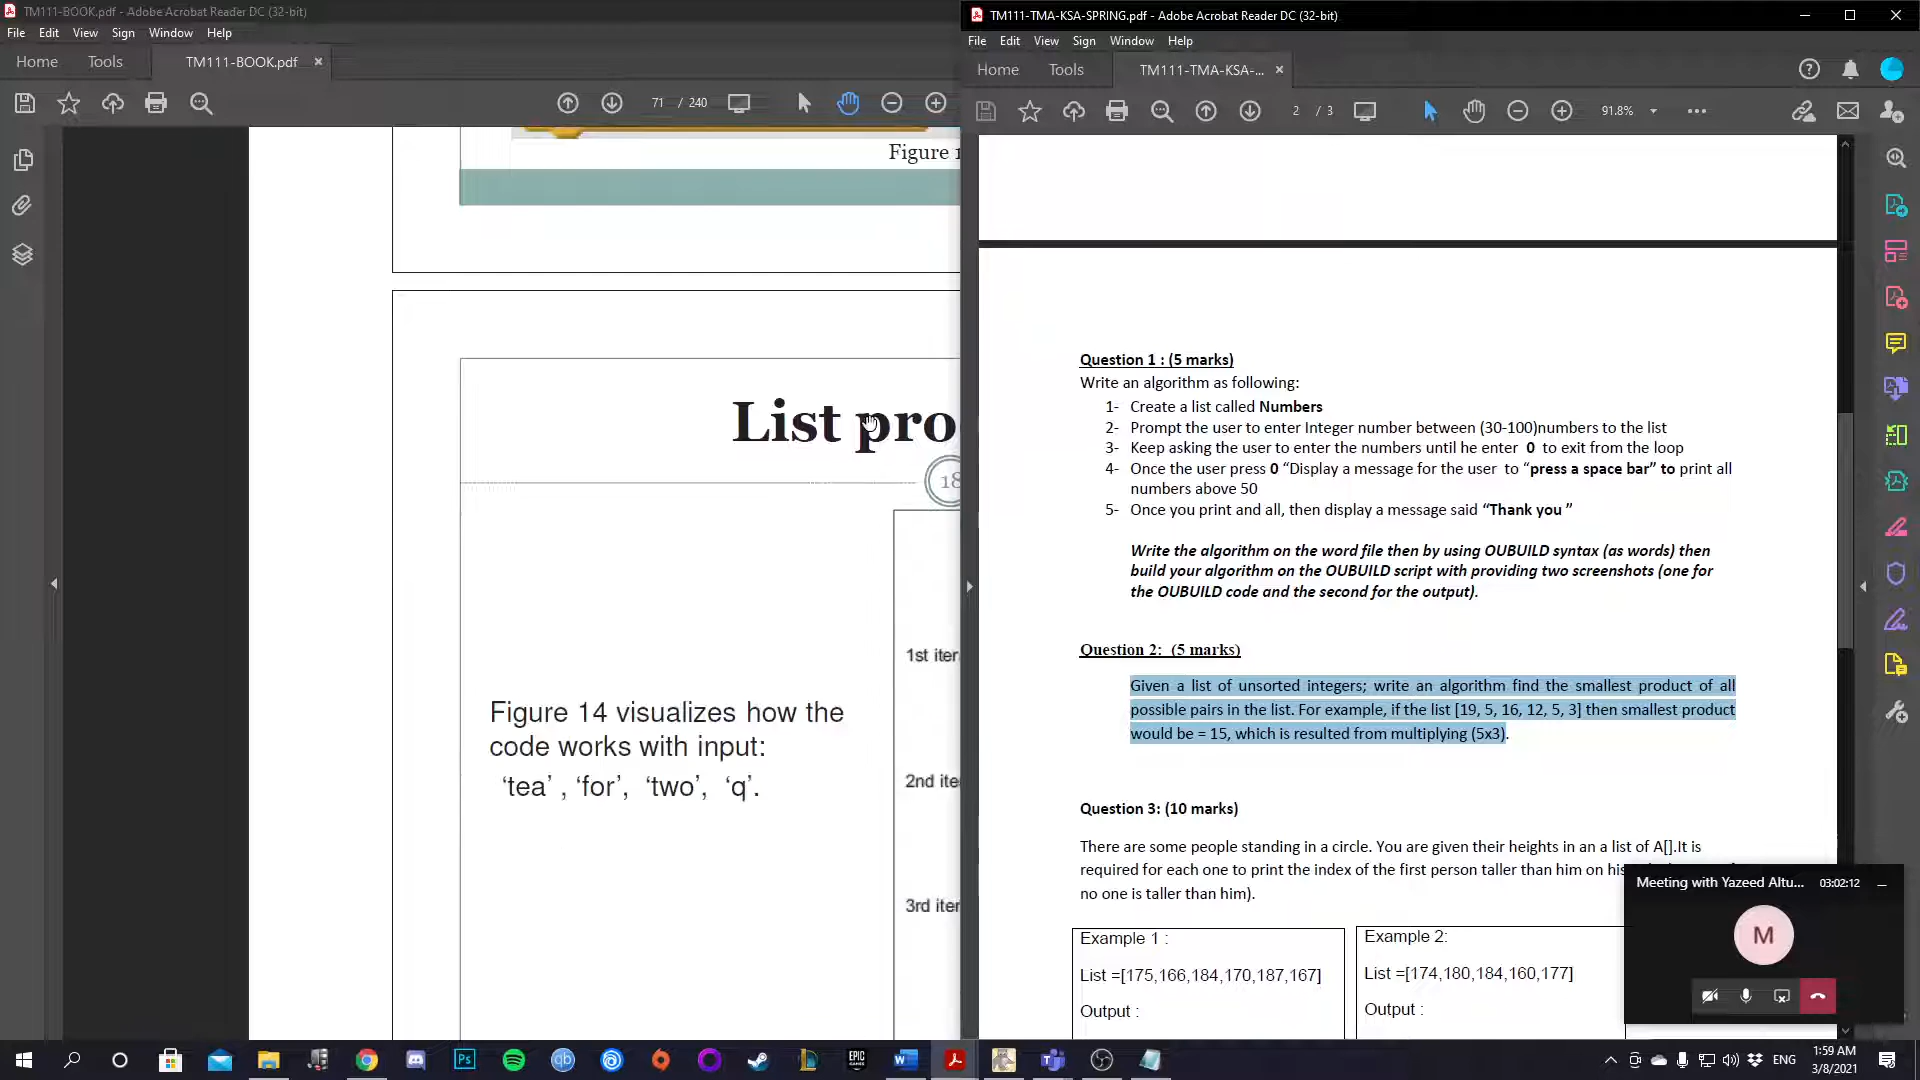 TM111-BOOK.pdf - Adobe Acrobat Reader DC (32-bit)
File Edit View Sign Window Help
Home Tools TM111-BOOK.pdf ×
71 / 240
Figure
List pro
18
1st iter
Figure 14 visualizes how the
code works with input:
‘tea’ , ‘for’, ‘two’, ‘q’.
2nd ite
3rd iter
TM111-TMA-KSA-SPRING.pdf - Adobe Acrobat Reader DC (32-bit)
File Edit View Sign Window Help
Home Tools TM111-TMA-KSA-... ×
2 / 3 91.8%
Question 1 : (5 marks)
Write an algorithm as following:
1- Create a list called Numbers
2- Prompt the user to enter Integer number between (30-100)numbers to the list
3- Keep asking the user to enter the numbers until he enter 0 to exit from the loop
4- Once the user press 0 “Display a message for the user to “press a space bar” to print all
numbers above 50
5- Once you print and all, then display a message said “Thank you ”
Write the algorithm on the word file then by using OUBUILD syntax (as words) then
build your algorithm on the OUBUILD script with providing two screenshots (one for
the OUBUILD code and the second for the output).
Question 2: (5 marks)
Given a list of unsorted integers; write an algorithm find the smallest product of all
possible pairs in the list. For example, if the list [19, 5, 16, 12, 5, 3] then smallest product
would be = 15, which is resulted from multiplying (5x3).
Question 3: (10 marks)
There are some people standing in a circle. You are given their heights in an a list of A[].It is
required for each one to print the index of the first person taller than him on his
no one is taller than him).
Example 1 :
List =[175,166,184,170,187,167]
Output :
Example 2:
List =[174,180,184,160,177]
Output :
Meeting with Yazeed Altu... 03:02:12
M
Ps
EPIC GAMES
ENG
1:59 AM
3/8/2021